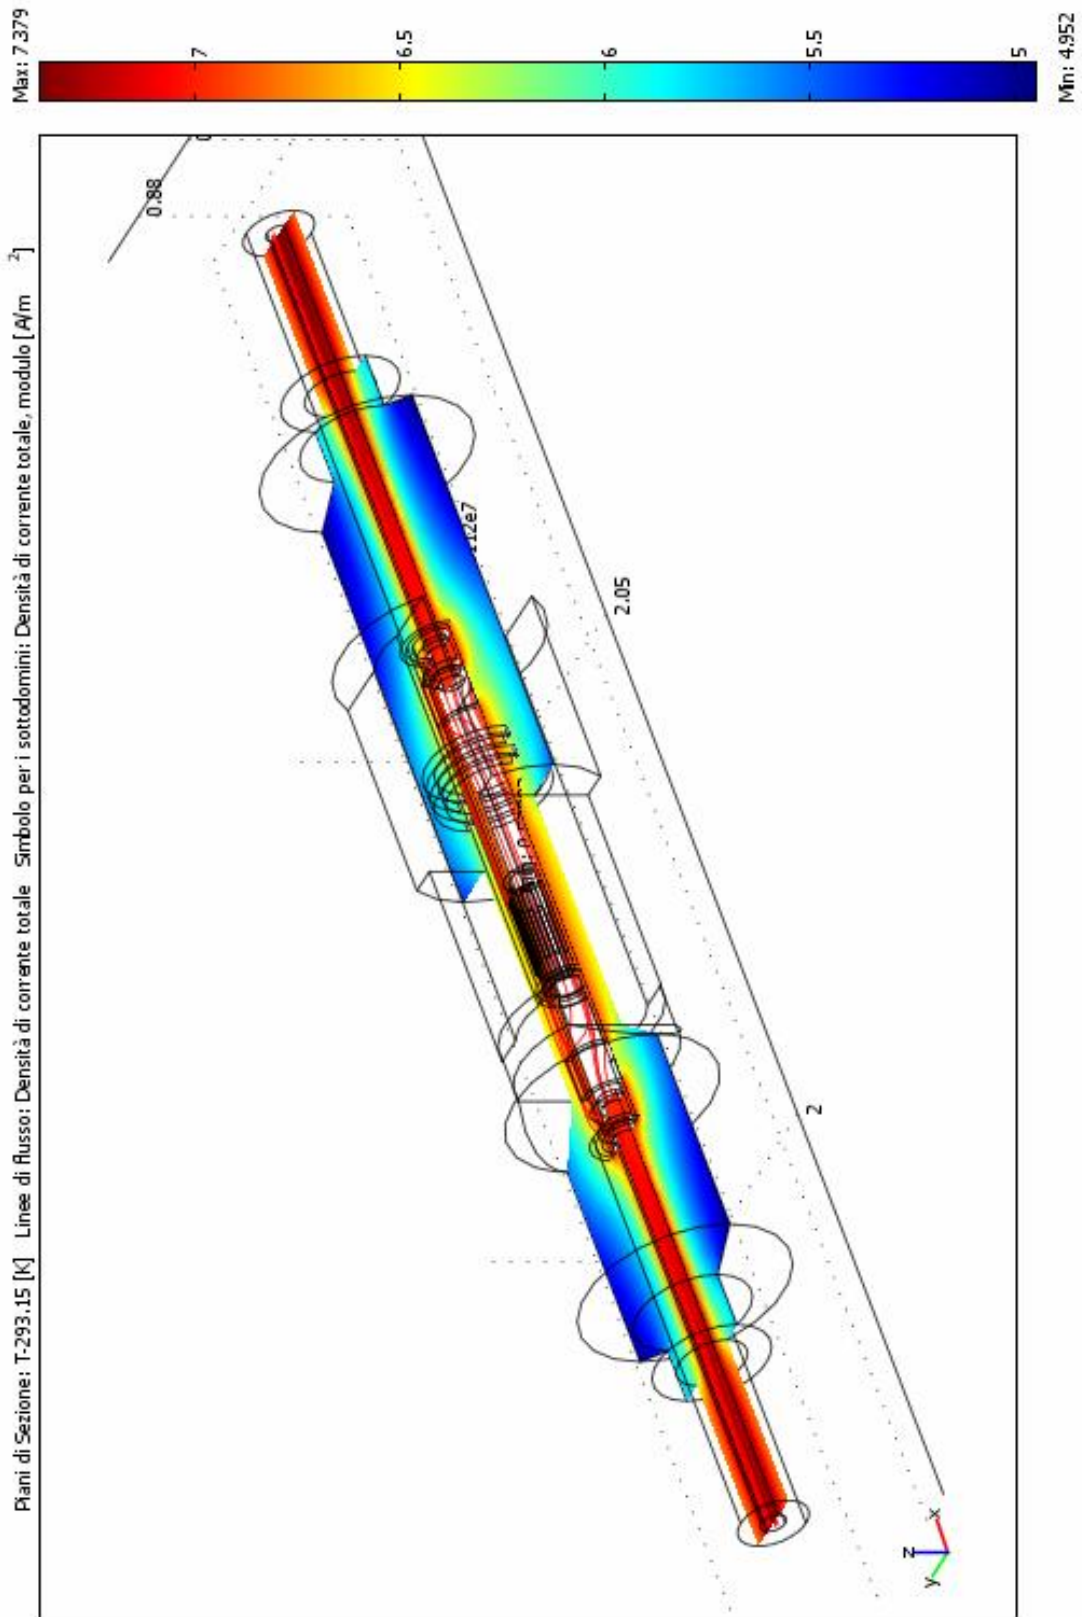 Piani di Sezione: T-293.15 [K]   Linee di flusso: Densità di corrente totale   Simbolo per i sottodomini: Densità di corrente totale, modulo [A/m2]
Max: 7.379
7
6.5
6
5.5
5
Min: 4.952
0.88
0
2.05
2
z
y
x